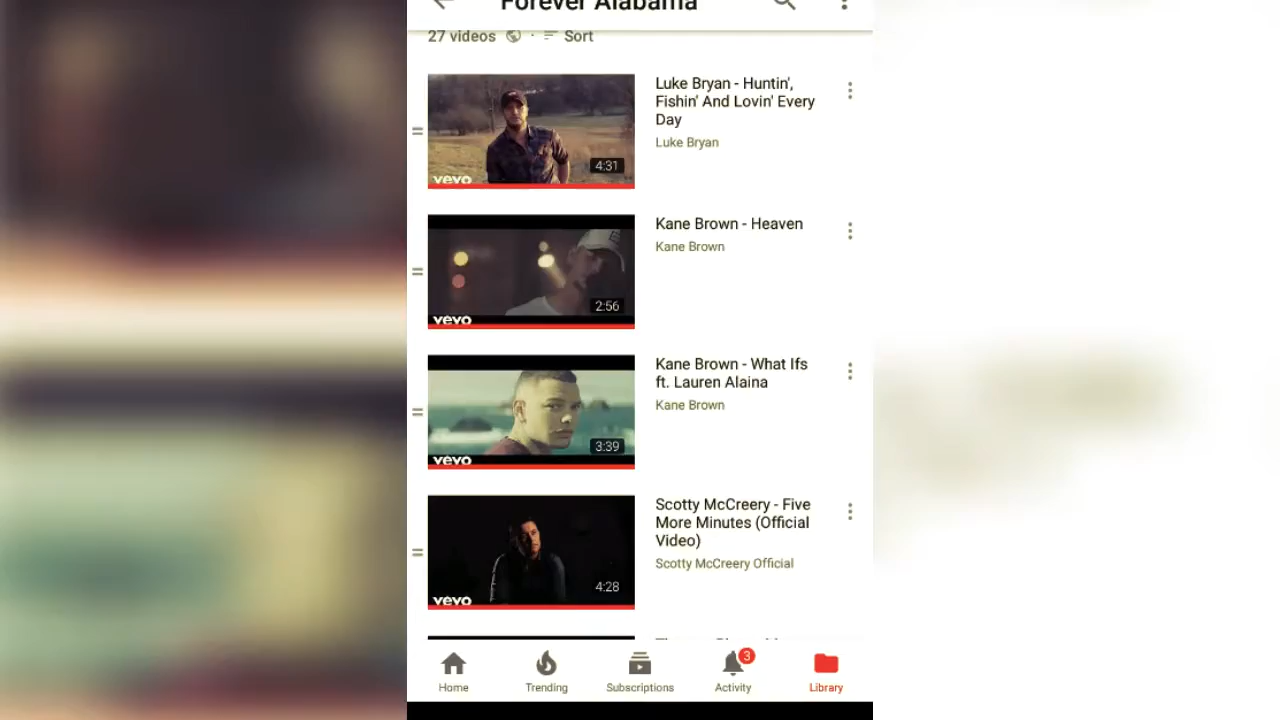 Forever Alabama
27 videos · Sort
Luke Bryan - Huntin',
Fishin' And Lovin' Every
Day
Luke Bryan
4:31
vevo
Kane Brown - Heaven
Kane Brown
2:56
vevo
Kane Brown - What Ifs
ft. Lauren Alaina
Kane Brown
3:39
vevo
Scotty McCreery - Five
More Minutes (Official
Video)
Scotty McCreery Official
4:28
vevo
3
Home Trending Subscriptions Activity Library